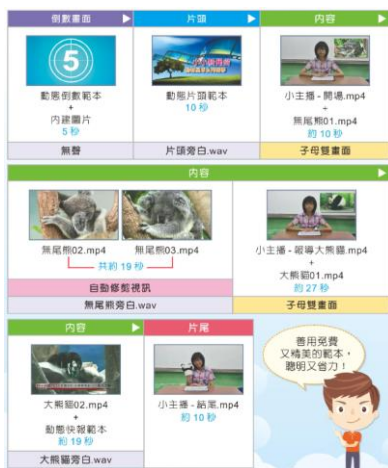 倒數畫面
片頭
內容
5
動態倒數範本
+
內建圖片
5 秒
動態片頭範本
10 秒
小主播 - 開場.mp4
+
無尾熊01.mp4
約 10 秒
無聲
片頭旁白.wav
子母雙畫面
內容
無尾熊02.mp4
無尾熊03.mp4
共約 19 秒
小主播 - 報導大熊貓.mp4
+
大熊貓01.mp4
約 27 秒
自動修剪視訊
無尾熊旁白.wav
子母雙畫面
內容
片尾
大熊貓02.mp4
+
動態快報範本
約 19 秒
小主播 - 結尾.mp4
約 10 秒
大熊貓旁白.wav
善用免費
又精美的範本，
聰明又省力！